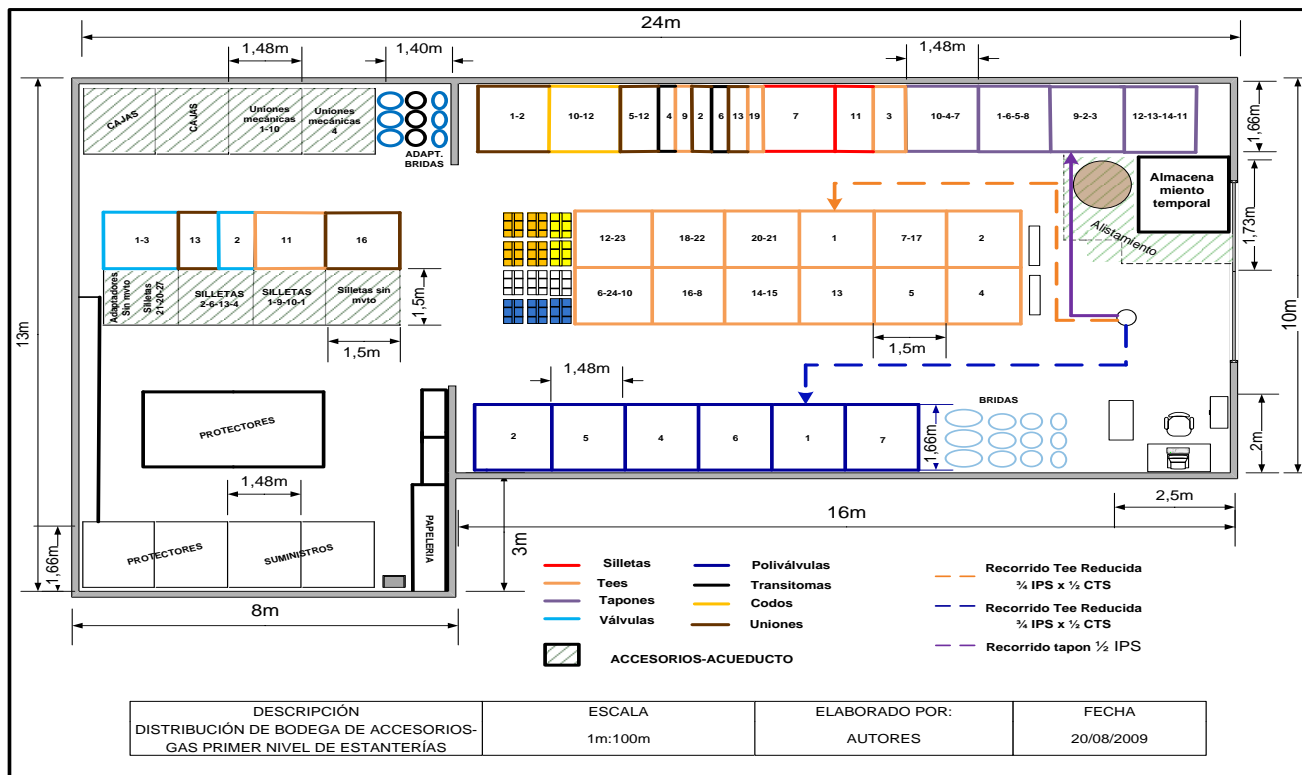 24m
1,48m
1,40m
1,48m
CAJAS
CAJAS
Uniones
mecánicas
1-10
Uniones
mecánicas
4
ADAPT.
BRIDAS
1-2
10-12
5-12
4
9
2
6
13
19
7
11
3
10-4-7
1-6-5-8
9-2-3
12-13-14-11
1,66m
Almacena
miento
temporal
Alistamiento
1,73m
10m
13m
1-3
13
2
11
16
Adaptadores
Sin mvto
Silletas
21-20-27
SILLETAS
2-6-13-4
SILLETAS
1-9-10-1
Silletas sin
mvto
1,5m
1,5m
12-23
18-22
20-21
1
7-17
2
6-24-10
16-8
14-15
13
5
4
1,5m
1,48m
2
5
4
6
1
7
1,66m
BRIDAS
2m
2,5m
PROTECTORES
1,48m
PROTECTORES
SUMINISTROS
PAPELERIA
1,66m
3m
16m
8m
Silletas
Tees
Tapones
Válvulas
Poliválvulas
Transitomas
Codos
Uniones
ACCESORIOS-ACUEDUCTO
Recorrido Tee Reducida
¾ IPS x ½ CTS
Recorrido Tee Reducida
¾ IPS x ½ CTS
Recorrido tapon ½ IPS
DESCRIPCIÓN
DISTRIBUCIÓN DE BODEGA DE ACCESORIOS-
GAS PRIMER NIVEL DE ESTANTERÍAS
ESCALA
1m:100m
ELABORADO POR:
AUTORES
FECHA
20/08/2009